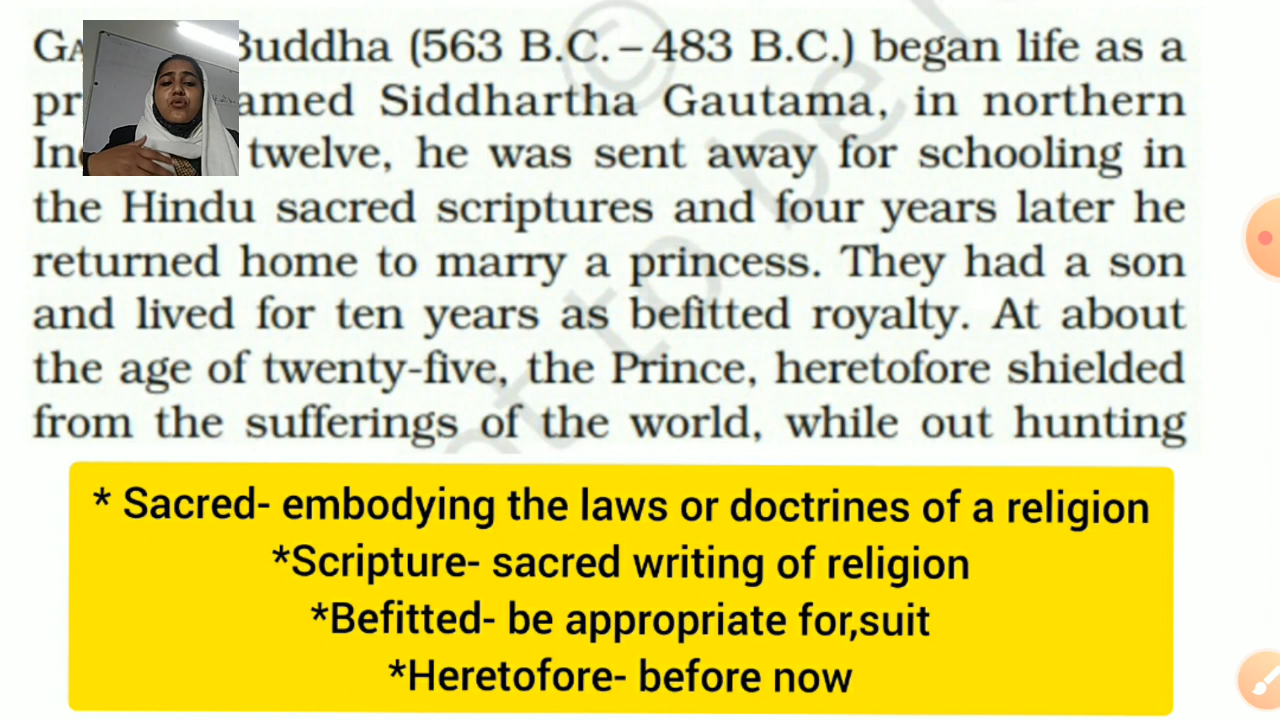 GA Buddha (563 B.C. – 483 B.C.) began life as a
pr amed Siddhartha Gautama, in northern
In twelve, he was sent away for schooling in
the Hindu sacred scriptures and four years later he
returned home to marry a princess. They had a son
and lived for ten years as befitted royalty. At about
the age of twenty-five, the Prince, heretofore shielded
from the sufferings of the world, while out hunting
* Sacred- embodying the laws or doctrines of a religion
*Scripture- sacred writing of religion
*Befitted- be appropriate for,suit
*Heretofore- before now